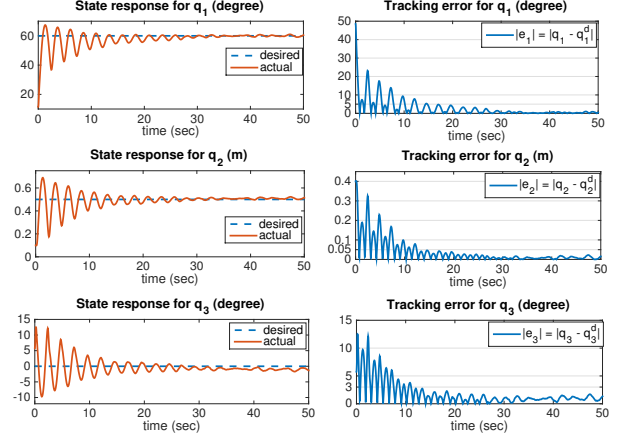 State response for q1 (degree)
60
40
20
desired
actual
0 10 20 30 40 50
time (sec)
Tracking error for q1 (degree)
50
40
30
20
10
5
0
|e1| = |q1 - q1^d|
0 10 20 30 40 50
time (sec)
State response for q2 (m)
0.6
0.4
0.2
0
desired
actual
0 10 20 30 40 50
time (sec)
Tracking error for q2 (m)
0.4
0.3
0.2
0.1
0.05
0
|e2| = |q2 - q2^d|
0 10 20 30 40 50
time (sec)
State response for q3 (degree)
15
10
5
0
-5
-10
desired
actual
0 10 20 30 40 50
time (sec)
Tracking error for q3 (degree)
15
10
5
3
0
|e3| = |q3 - q3^d|
0 10 20 30 40 50
time (sec)